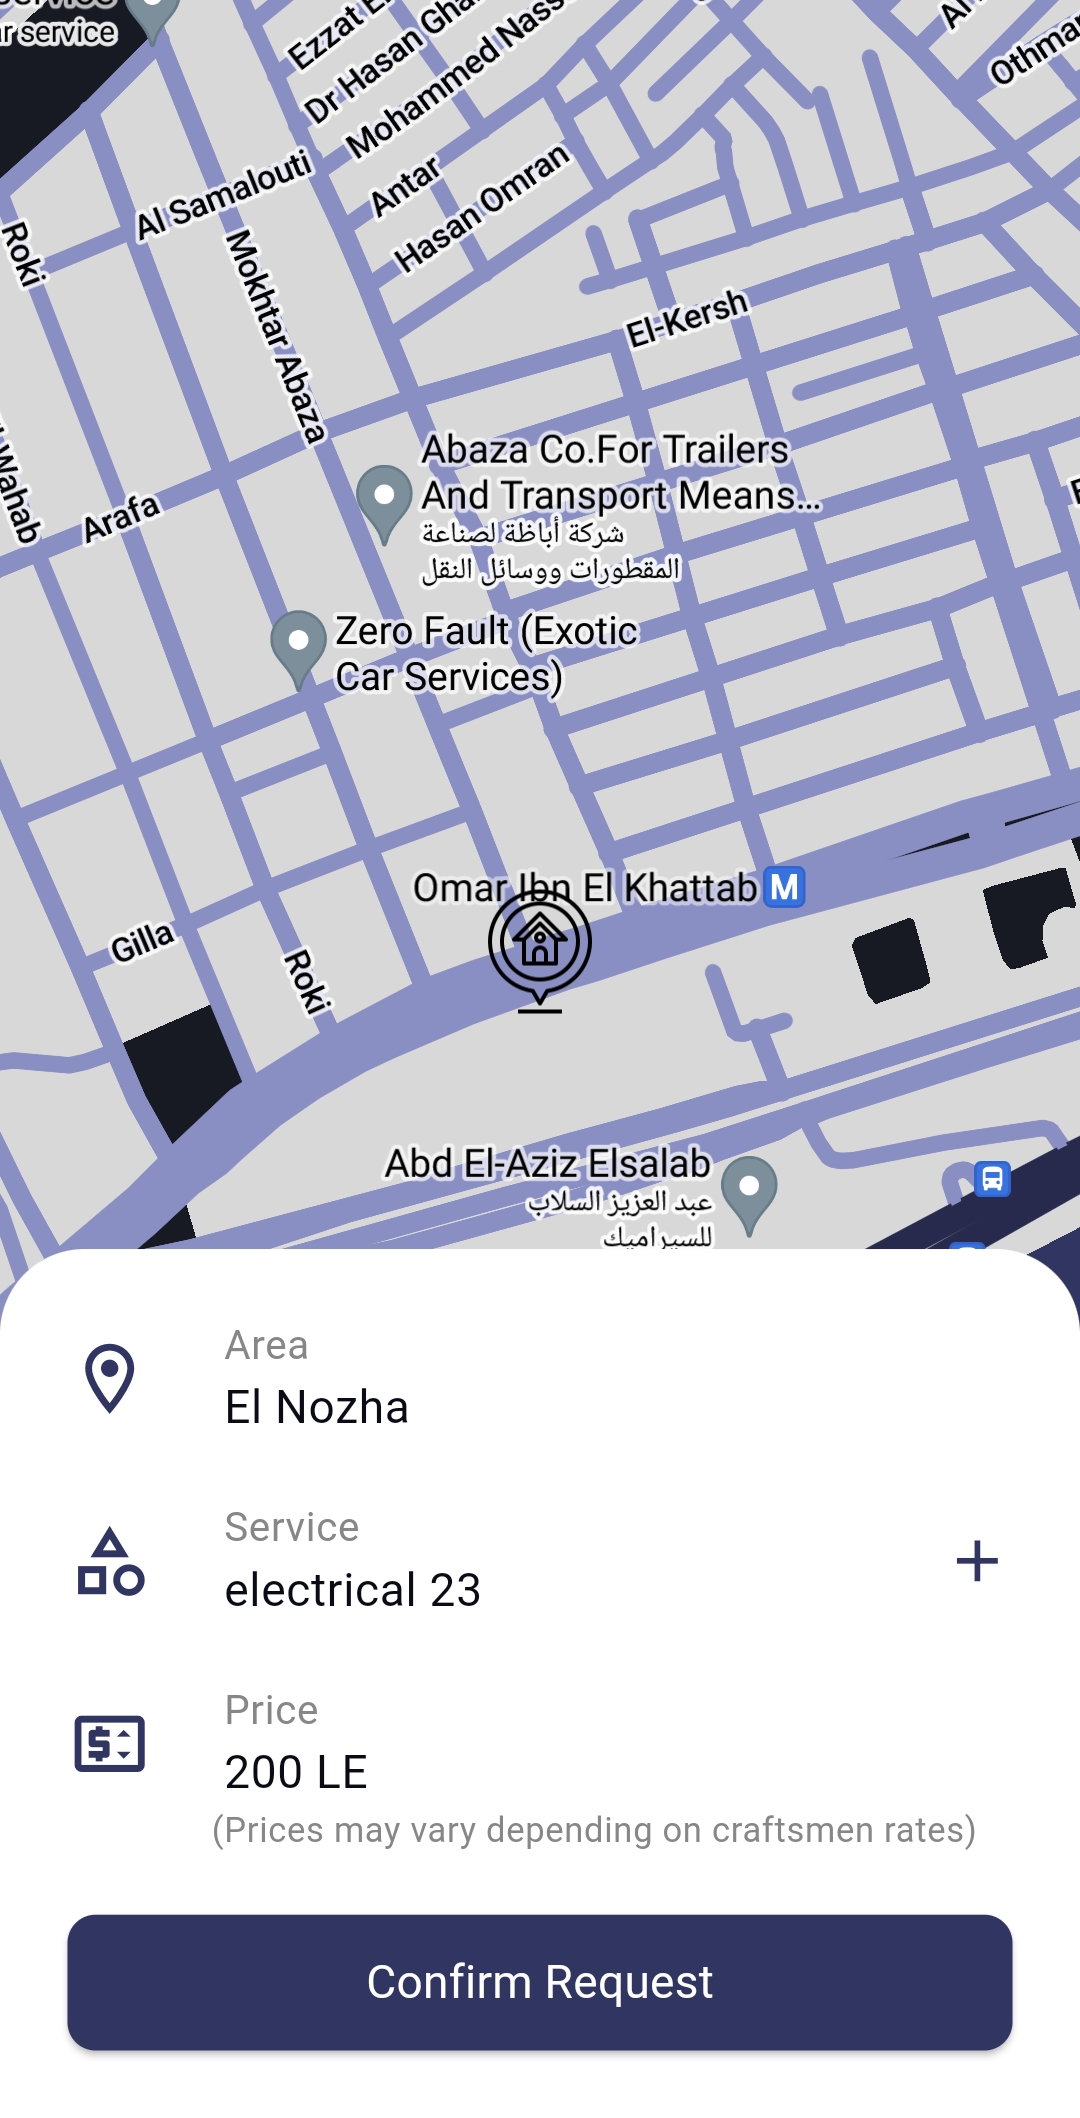 ar service
Ezzat E
Dr Hasan Gha
Mohammed Nass
Othma
Al Samalouti
Antar
Hasan Omran
Roki
Mokhtar Abaza
El-Kersh
Wahab
Arafa
Abaza Co.For Trailers
And Transport Means...
شركة أباظة لصناعة
المقطورات ووسائل النقل
Zero Fault (Exotic
Car Services)
Omar Ibn El Khattab M
Gilla
Roki
Abd El-Aziz Elsalab
عبد العزيز السلاب
للسيراميك
Area
El Nozha
Service
electrical 23
+
Price
200 LE
(Prices may vary depending on craftsmen rates)
Confirm Request